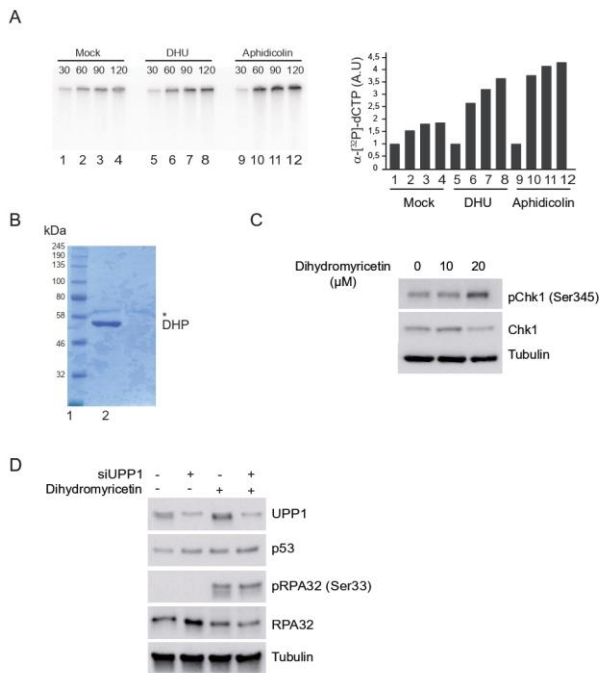 A
Mock DHU Aphidicolin
30 60 90 120 30 60 90 120 30 60 90 120
1 2 3 4 5 6 7 8 9 10 11 12
α-[³²P]-dCTP (A.U)
4,5
4
3,5
3
2,5
2
1,5
1
0,5
0
1 2 3 4 5 6 7 8 9 10 11 12
Mock DHU Aphidicolin
B
kDa
245
190
135
100
80
58
46
32
*
DHP
1 2
C
Dihydromyricetin 0 10 20
(µM)
pChk1 (Ser345)
Chk1
Tubulin
D
siUPP1 - + - +
Dihydromyricetin - - + +
UPP1
p53
pRPA32 (Ser33)
RPA32
Tubulin